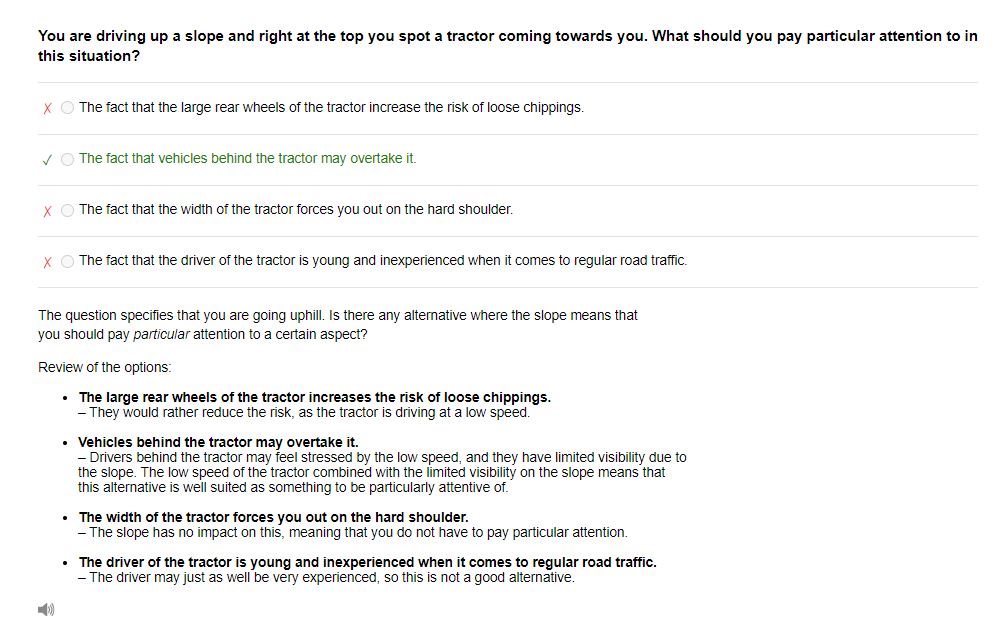 You are driving up a slope and right at the top you spot a tractor coming towards you. What should you pay particular attention to in
this situation?
X The fact that the large rear wheels of the tractor increase the risk of loose chippings.
✓ The fact that vehicles behind the tractor may overtake it.
X The fact that the width of the tractor forces you out on the hard shoulder.
X The fact that the driver of the tractor is young and inexperienced when it comes to regular road traffic.
The question specifies that you are going uphill. Is there any alternative where the slope means that
you should pay particular attention to a certain aspect?
Review of the options:
• The large rear wheels of the tractor increases the risk of loose chippings.
– They would rather reduce the risk, as the tractor is driving at a low speed.
• Vehicles behind the tractor may overtake it.
– Drivers behind the tractor may feel stressed by the low speed, and they have limited visibility due to
the slope. The low speed of the tractor combined with the limited visibility on the slope means that
this alternative is well suited as something to be particularly attentive of.
• The width of the tractor forces you out on the hard shoulder.
– The slope has no impact on this, meaning that you do not have to pay particular attention.
• The driver of the tractor is young and inexperienced when it comes to regular road traffic.
– The driver may just as well be very experienced, so this is not a good alternative.